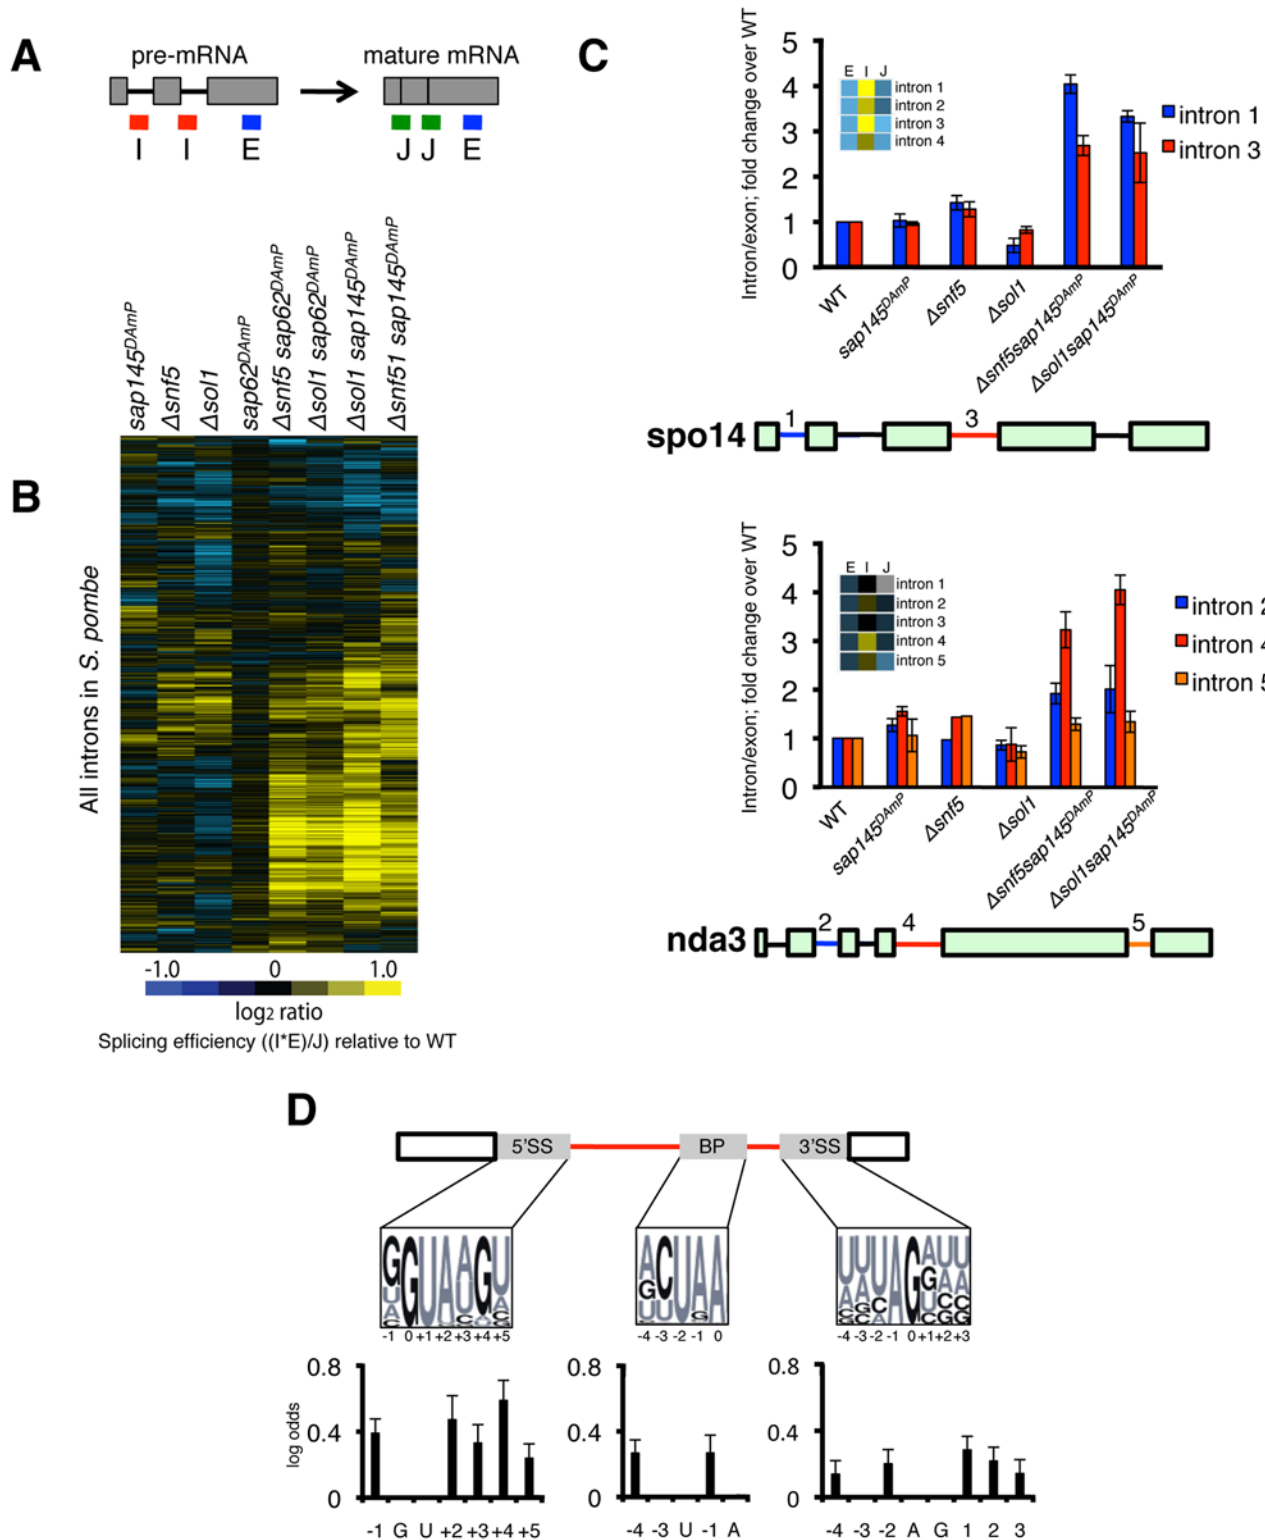 A
pre-mRNA
mature mRNA
I I E
J J E
B
sap145DAmP
Δsnf5
Δsol1
sap62DAmP
Δsnf5 sap62DAmP
Δsol1 sap62DAmP
Δsol1 sap145DAmP
Δsnf51 sap145DAmP
All introns in S. pombe
-1.0 0 1.0
log2 ratio
Splicing efficiency ((I*E)/J) relative to WT
C
Intron/exon; fold change over WT
5
4
3
2
1
0
E I J
intron 1
intron 2
intron 3
intron 4
intron 1
intron 3
WT
sap145DAmP
Δsnf5
Δsol1
Δsnf5sap145DAmP
Δsol1sap145DAmP
1 3
spo14
Intron/exon; fold change over WT
5
4
3
2
1
0
E I J
intron 1
intron 2
intron 3
intron 4
intron 5
intron 2
intron 4
intron 5
WT
sap145DAmP
Δsnf5
Δsol1
Δsnf5sap145DAmP
Δsol1sap145DAmP
2 4 5
nda3
D
5'SS BP 3'SS
-1 0 +1 +2 +3 +4 +5
-4 -3 -2 -1 0
-4 -3 -2 -1 0 +1 +2 +3
log odds
0.8
0.4
0
-1 G U +2 +3 +4 +5
0.8
0.4
0
-4 -3 U -1 A
0.8
0.4
0
-4 -3 -2 A G 1 2 3